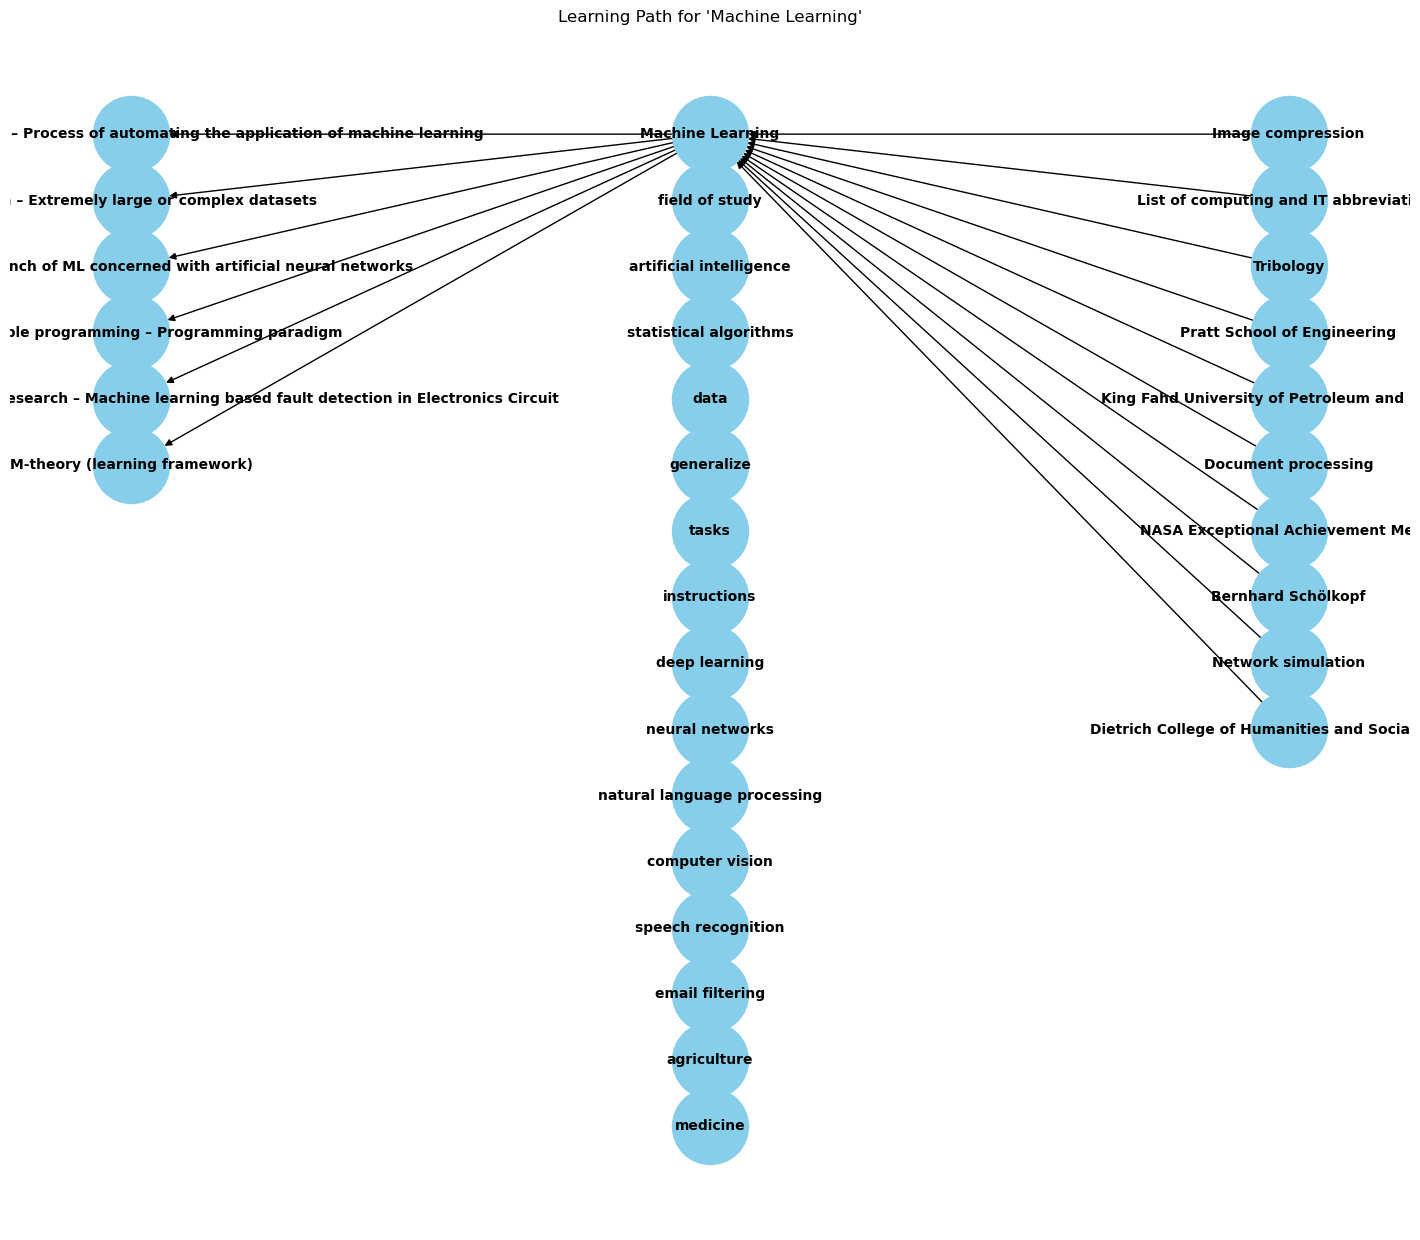 Learning Path for 'Machine Learning'
– Process of automating the application of machine learning
– Extremely large or complex datasets
nch of ML concerned with artificial neural networks
ble programming – Programming paradigm
esearch – Machine learning based fault detection in Electronics Circuit
M-theory (learning framework)
Machine Learning
field of study
artificial intelligence
statistical algorithms
data
generalize
tasks
instructions
deep learning
neural networks
natural language processing
computer vision
speech recognition
email filtering
agriculture
medicine
Image compression
List of computing and IT abbreviati
Tribology
Pratt School of Engineering
King Fahd University of Petroleum and
Document processing
NASA Exceptional Achievement Me
Bernhard Schölkopf
Network simulation
Dietrich College of Humanities and Socia